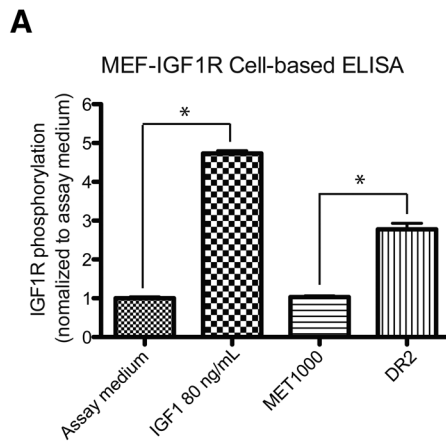 A
MEF-IGF1R Cell-based ELISA
IGF1R phosphorylation
(nomalized to assay medium)
6
5
4
3
2
1
0
*
*
Assay medium
IGF1 80 ng/mL
MET1000
DR2